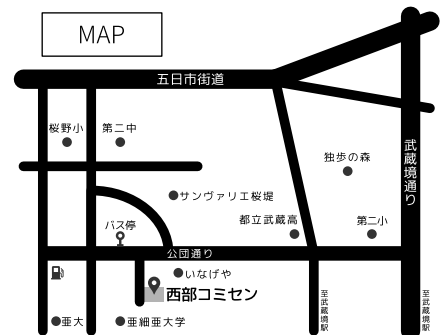 MAP
五日市街道
桜野小
第二中
武蔵境通り
独歩の森
サンヴァリエ桜堤
都立武蔵高
第二小
バス停
公団通り
いなげや
西部コミセン
至武蔵境駅
至武蔵境駅
亜大
亜細亜大学